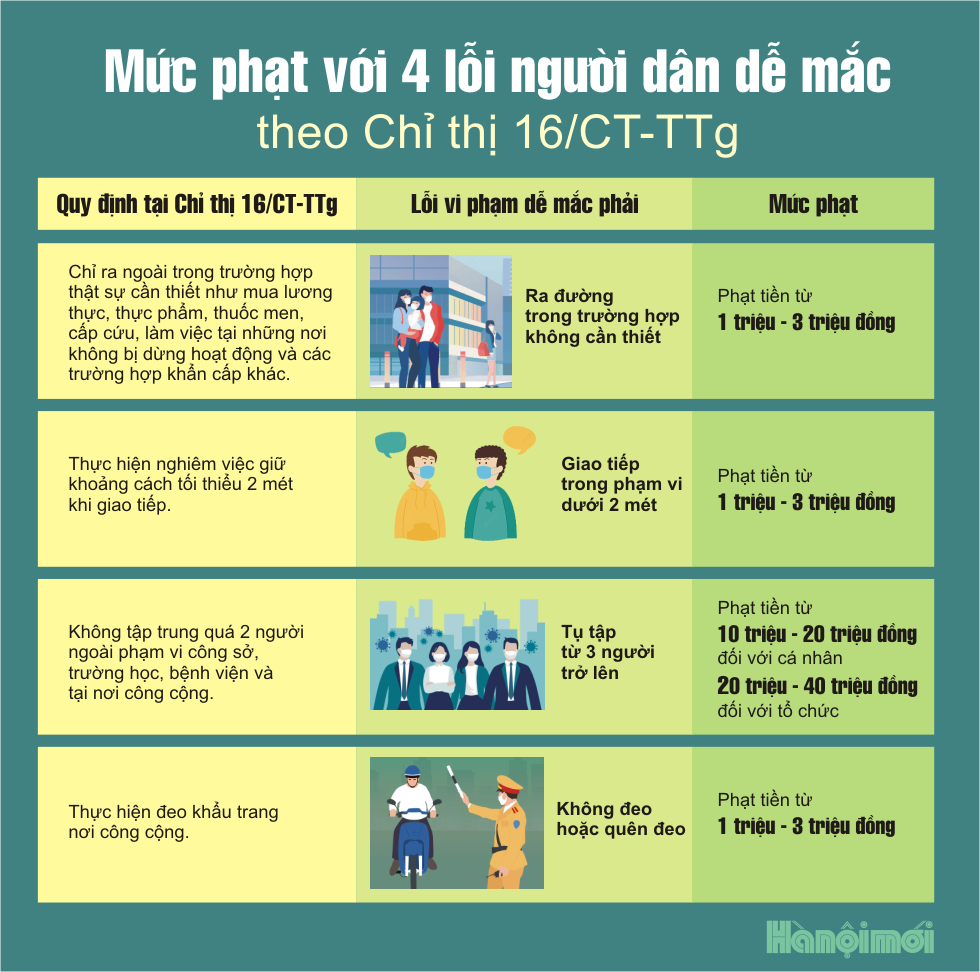 Mức phạt với 4 lỗi người dân dễ mắc
theo Chỉ thị 16/CT-TTg
Quy định tại Chỉ thị 16/CT-TTg
Lỗi vi phạm dễ mắc phải
Mức phạt
Chỉ ra ngoài trong trường hợp
thật sự cần thiết như mua lương
thực, thực phẩm, thuốc men,
cấp cứu, làm việc tại những nơi
không bị dừng hoạt động và các
trường hợp khẩn cấp khác.
Ra đường
trong trường hợp
không cần thiết
Phạt tiền từ
1 triệu - 3 triệu đồng
Thực hiện nghiêm việc giữ
khoảng cách tối thiểu 2 mét
khi giao tiếp.
Giao tiếp
trong phạm vi
dưới 2 mét
Phạt tiền từ
1 triệu - 3 triệu đồng
Không tập trung quá 2 người
ngoài phạm vi công sở,
trường học, bệnh viện và
tại nơi công cộng.
Tụ tập
từ 3 người
trở lên
Phạt tiền từ
10 triệu - 20 triệu đồng
đối với cá nhân
20 triệu - 40 triệu đồng
đối với tổ chức
Thực hiện đeo khẩu trang
nơi công cộng.
Không đeo
hoặc quên đeo
Phạt tiền từ
1 triệu - 3 triệu đồng
Hànộimới